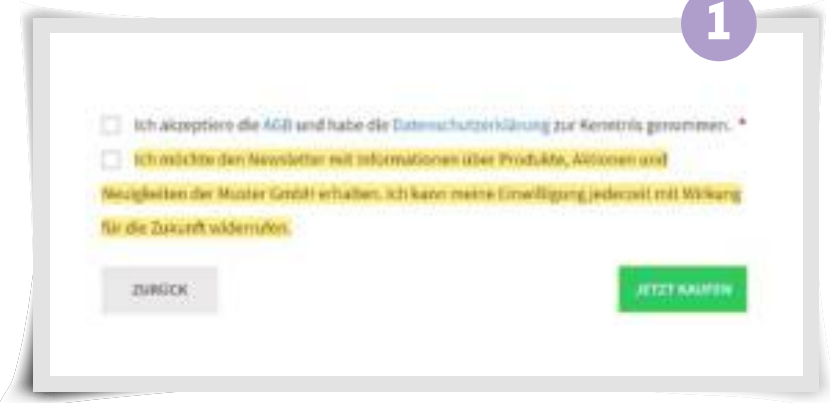 1
Ich akzeptiere die AGB und habe die Datenschutzerklärung zur Kenntnis genommen. *
Ich möchte den Newsletter mit Informationen über Produkte, Aktionen und
Neuigkeiten der Muster GmbH erhalten. Ich kann meine Einwilligung jederzeit mit Wirkung
für die Zukunft widerrufen.
ZURÜCK
JETZT KAUFEN